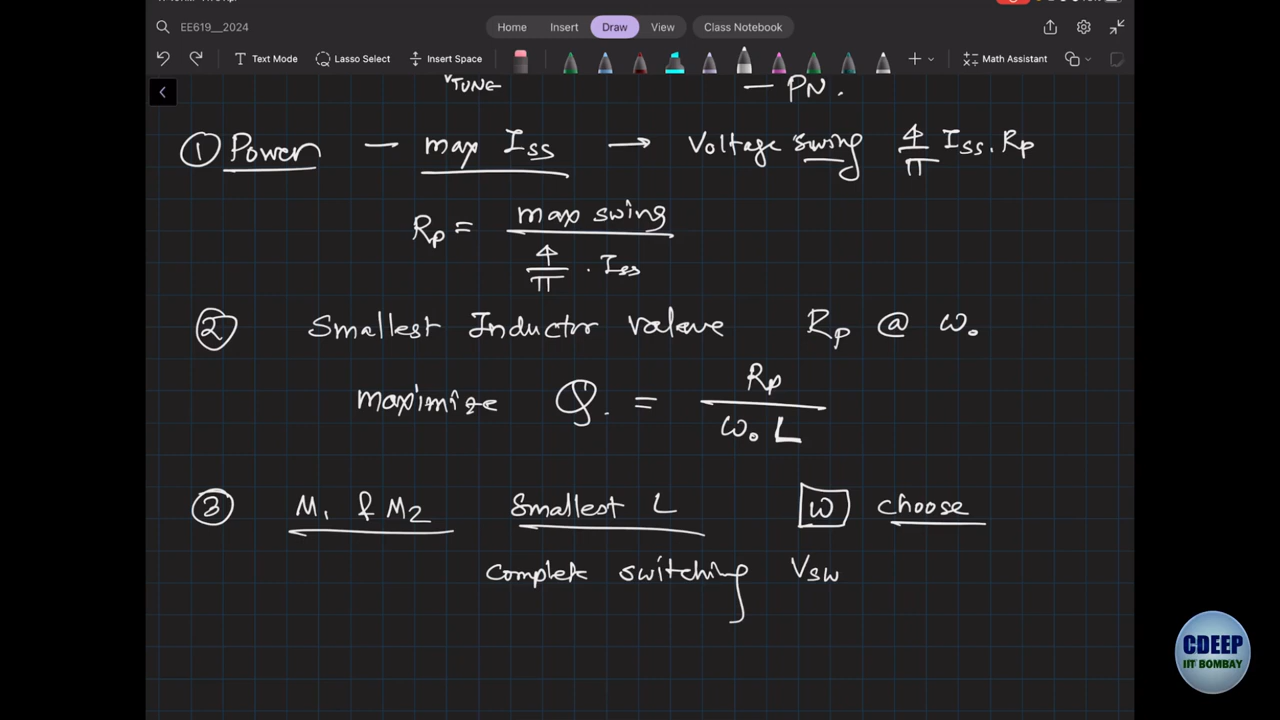 EE619__2024
Home Insert Draw View Class Notebook
Text Mode Lasso Select Insert Space Math Assistant
VTUNE — PN.
① Power — max Iss → Voltage swing 4/π Iss. Rp
Rp = max swing / 4/π . Iss
② Smallest Inductor value Rp @ ω₀
maximize Q. = Rp / ω₀ L
③ M₁ & M₂ Smallest L W choose
Complete switching Vsw
CDEEP
IIT BOMBAY